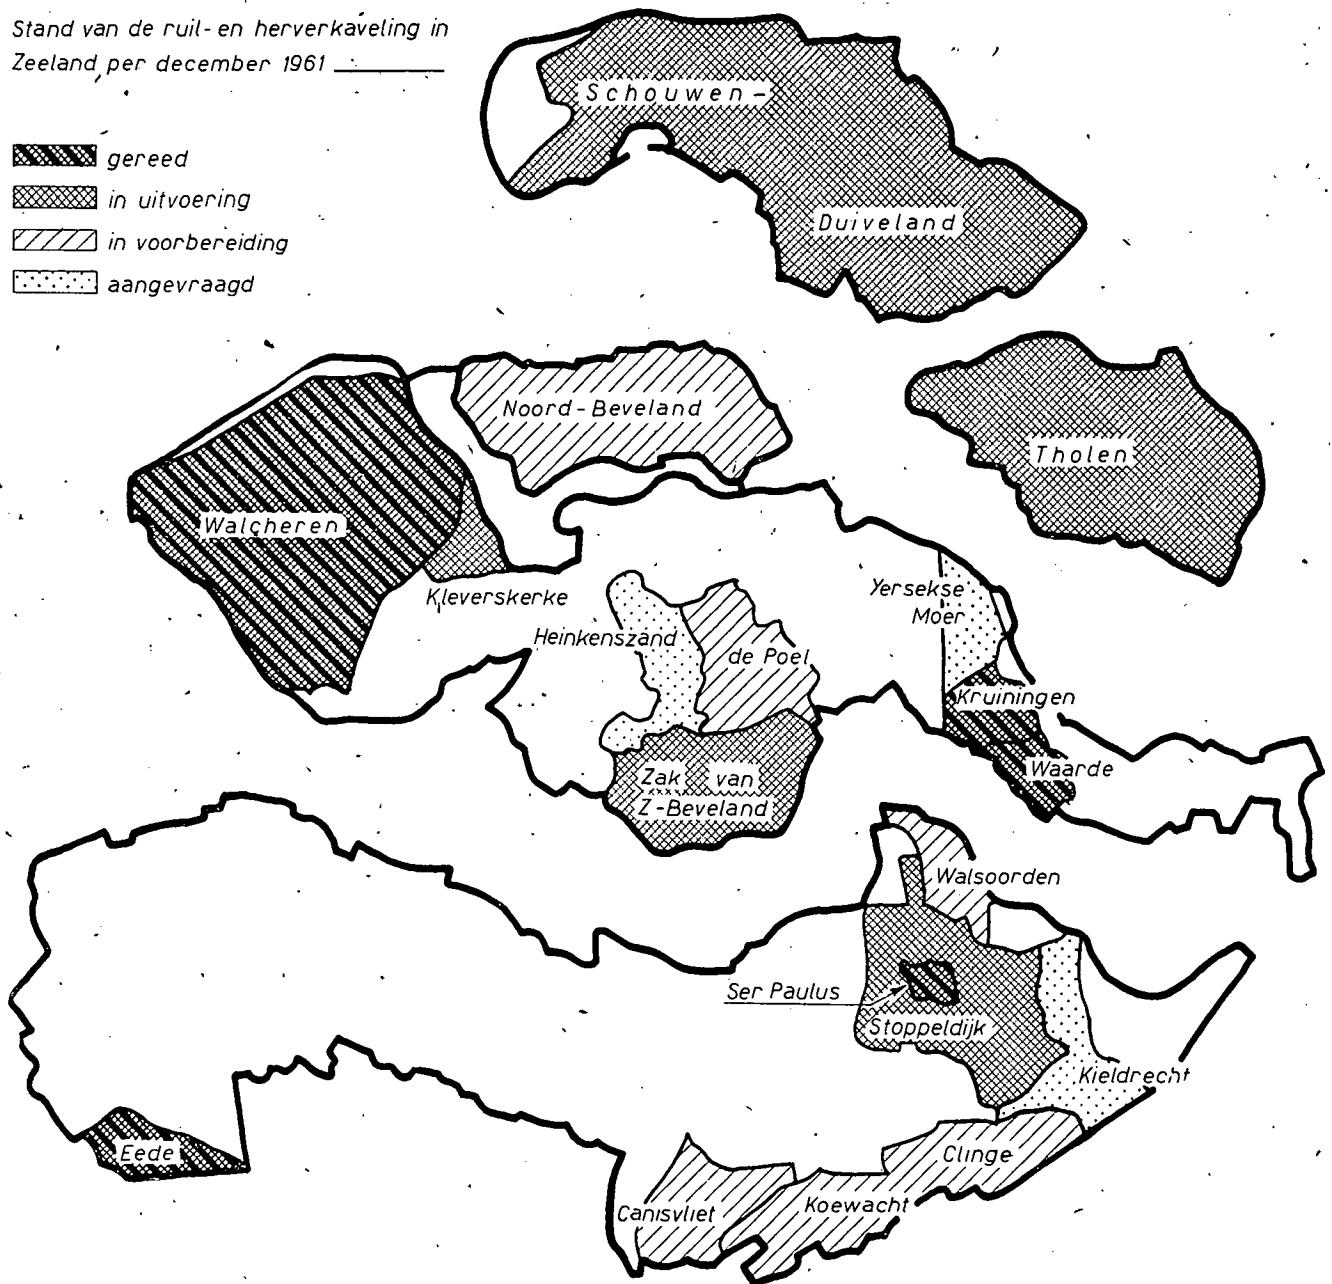 Stand van de ruil- en herverkaveling in
Zeeland per december 1961
gereed
in uitvoering
in voorbereiding
aangevraagd
Schouwen-
Duiveland
Noord-Beveland
Tholen
Walcheren
Kleverskerke
Yersekse
Moer
Heinkenszand
de Poel
Kruiningen
Waarde
Zak van
Z-Beveland
Walsoorden
Ser Paulus
Stoppeldijk
Kieldrecht
Eede
Clinge
Canisvliet
Koewacht